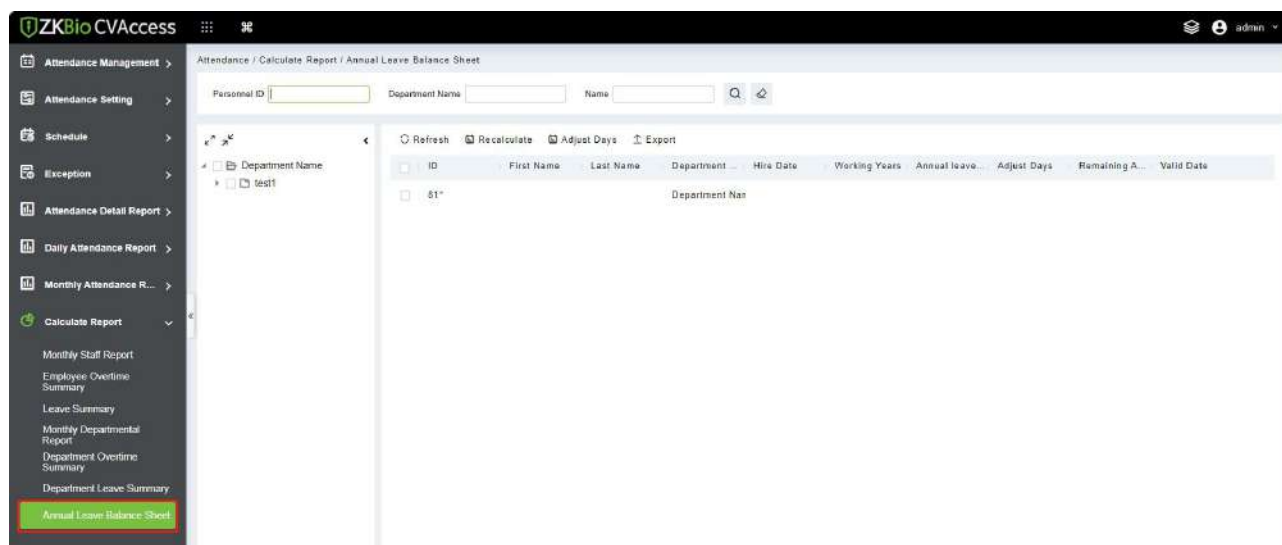 ZKBio CVAccess
admin
Attendance Management
Attendance Setting
Schedule
Exception
Attendance Detail Report
Daily Attendance Report
Monthly Attendance R...
Calculate Report
Monthly Staff Report
Employee Overtime
Summary
Leave Summary
Monthly Departmental
Report
Department Overtime
Summary
Department Leave Summary
Annual Leave Balance Sheet
Attendance / Calculate Report / Annual Leave Balance Sheet
Personnel ID Department Name Name
Department Name
test1
Refresh Recalculate Adjust Days Export
ID First Name Last Name Department ... Hire Date Working Years Annual leave... Adjust Days Remaining A... Valid Date
Department Nam